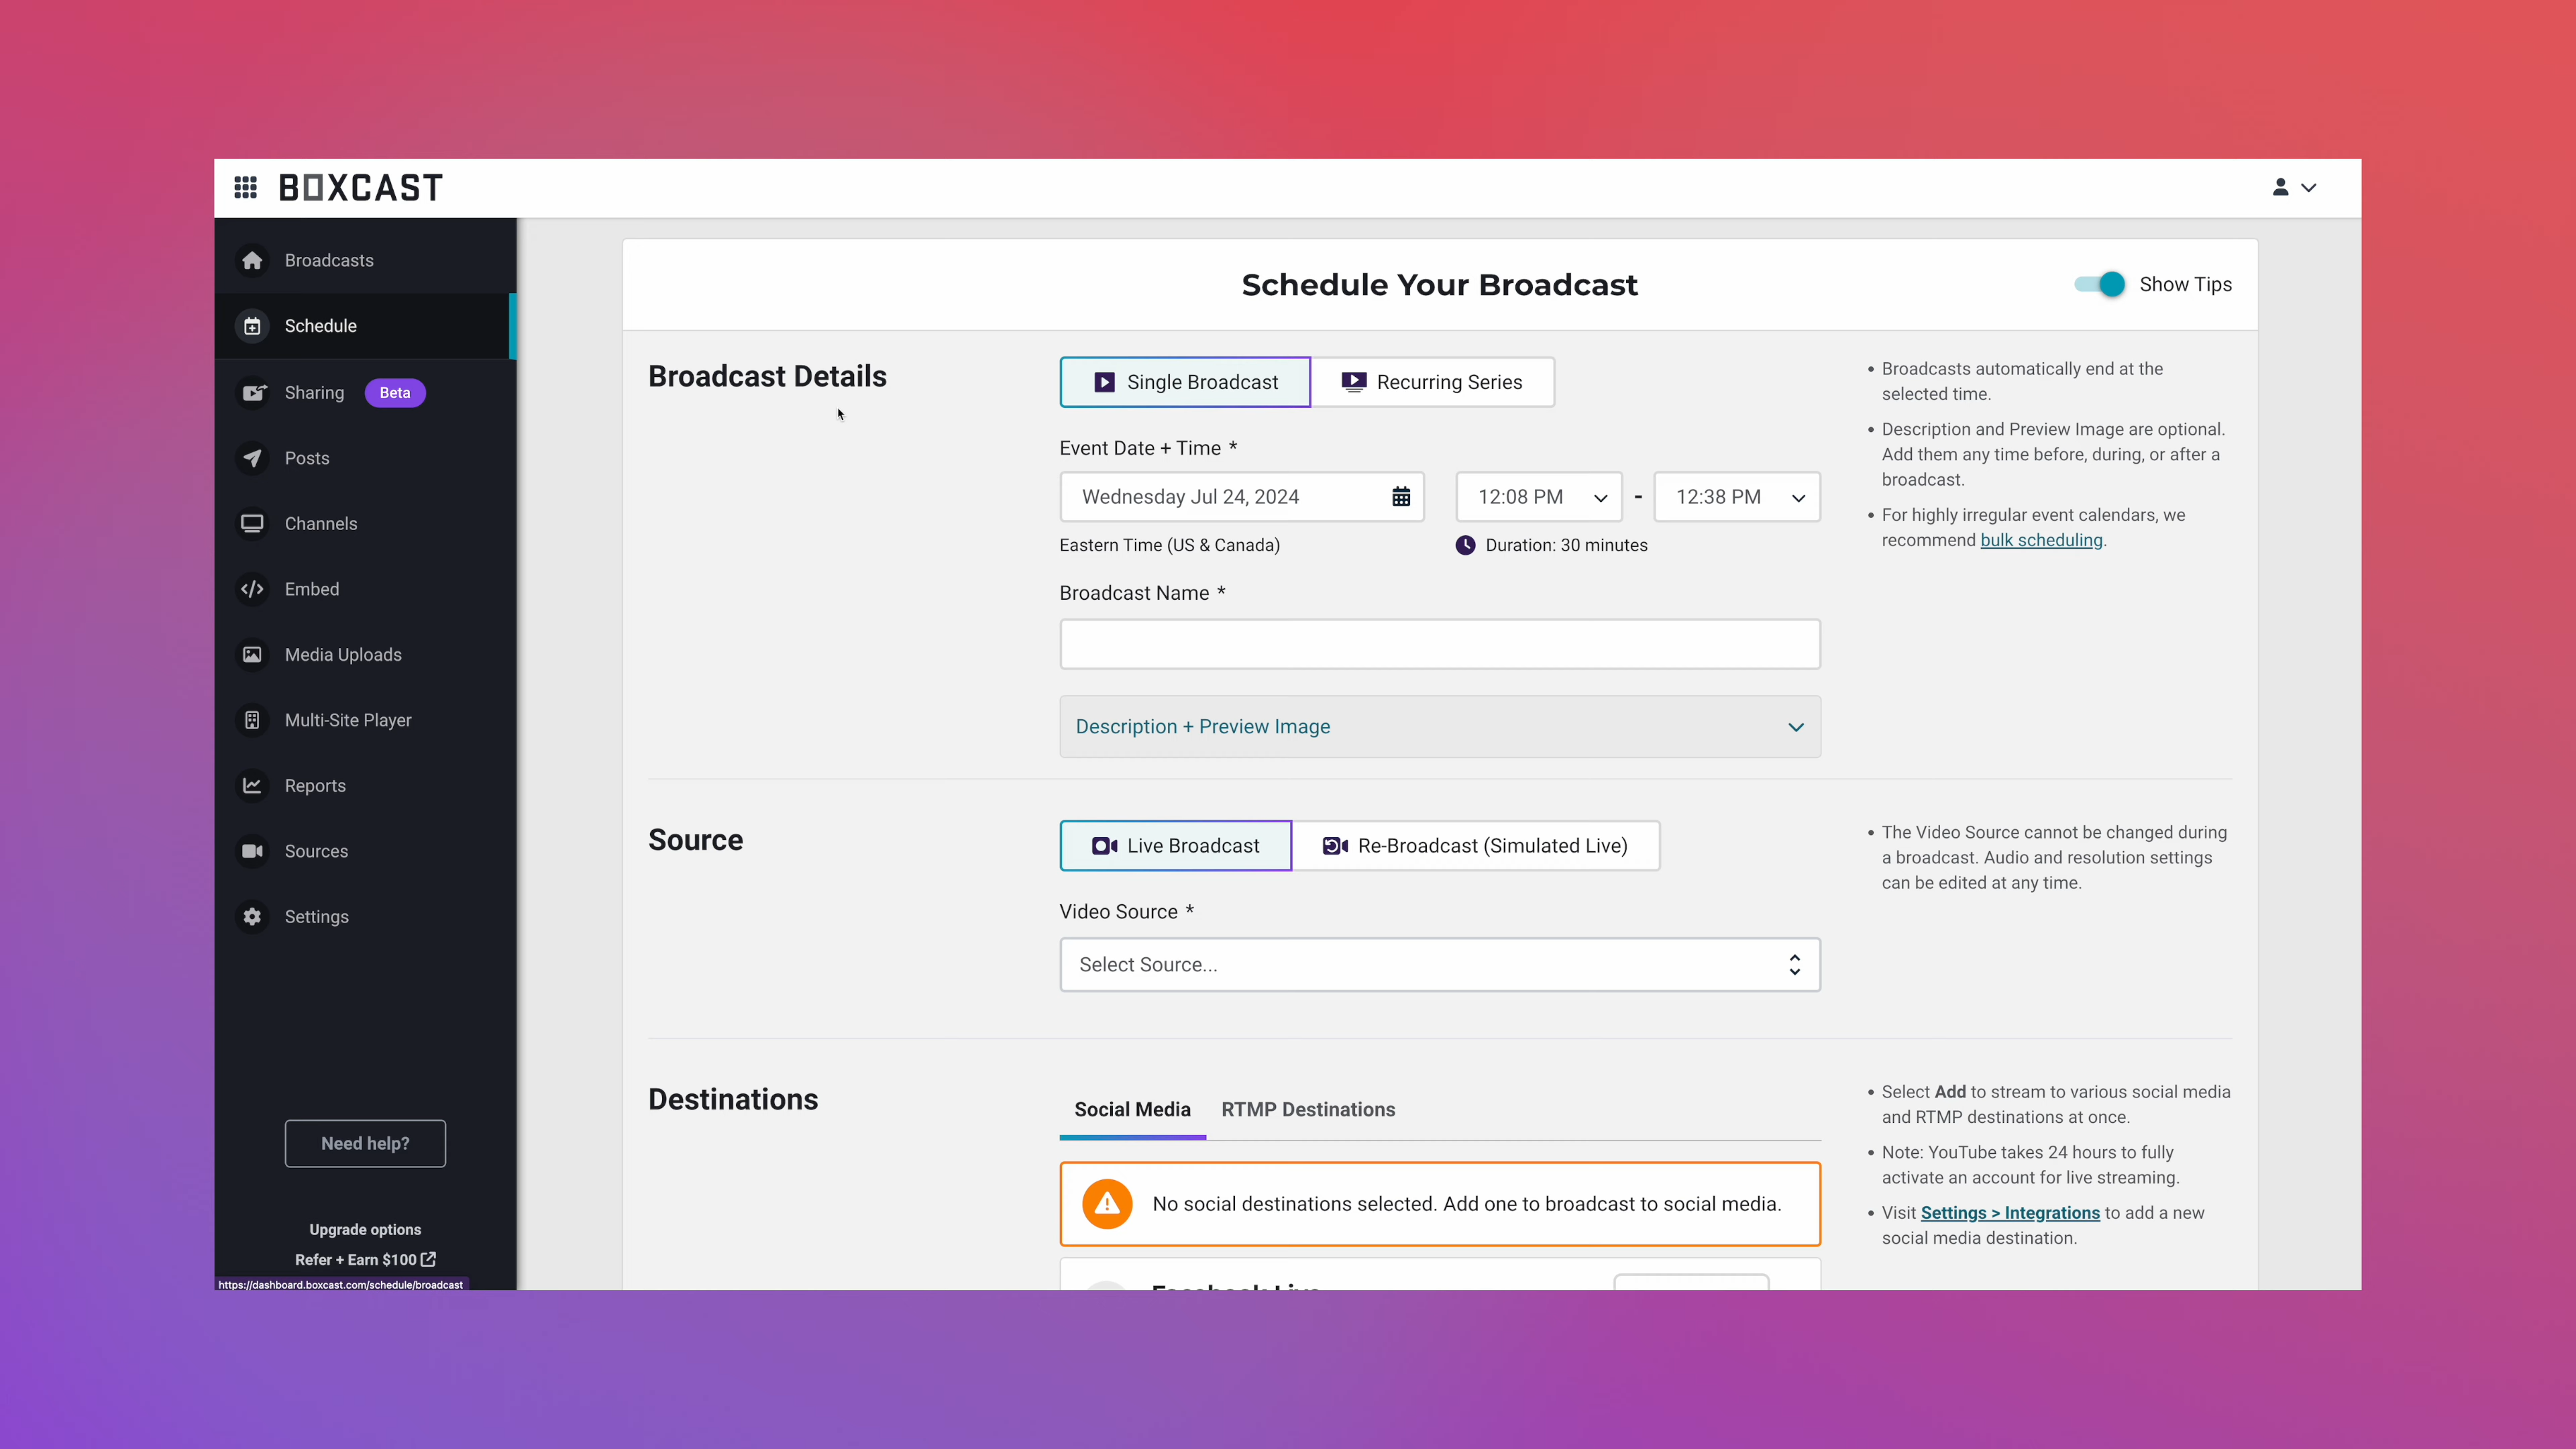 BOXCAST
Broadcasts
Schedule
Sharing Beta
Posts
Channels
Embed
Media Uploads
Multi-Site Player
Reports
Sources
Settings
Need help?
Upgrade options
Refer + Earn $100
https://dashboard.boxcast.com/schedule/broadcast
Schedule Your Broadcast
Show Tips
Broadcast Details
Single Broadcast
Recurring Series
Event Date + Time *
Wednesday Jul 24, 2024
12:08 PM
-
12:38 PM
Eastern Time (US & Canada)
Duration: 30 minutes
Broadcast Name *
Description + Preview Image
• Broadcasts automatically end at the
selected time.
• Description and Preview Image are optional.
Add them any time before, during, or after a
broadcast.
• For highly irregular event calendars, we
recommend bulk scheduling.
Source
Live Broadcast
Re-Broadcast (Simulated Live)
Video Source *
Select Source...
• The Video Source cannot be changed during
a broadcast. Audio and resolution settings
can be edited at any time.
Destinations
Social Media
RTMP Destinations
No social destinations selected. Add one to broadcast to social media.
Facebook Live
• Select Add to stream to various social media
and RTMP destinations at once.
• Note: YouTube takes 24 hours to fully
activate an account for live streaming.
• Visit Settings > Integrations to add a new
social media destination.